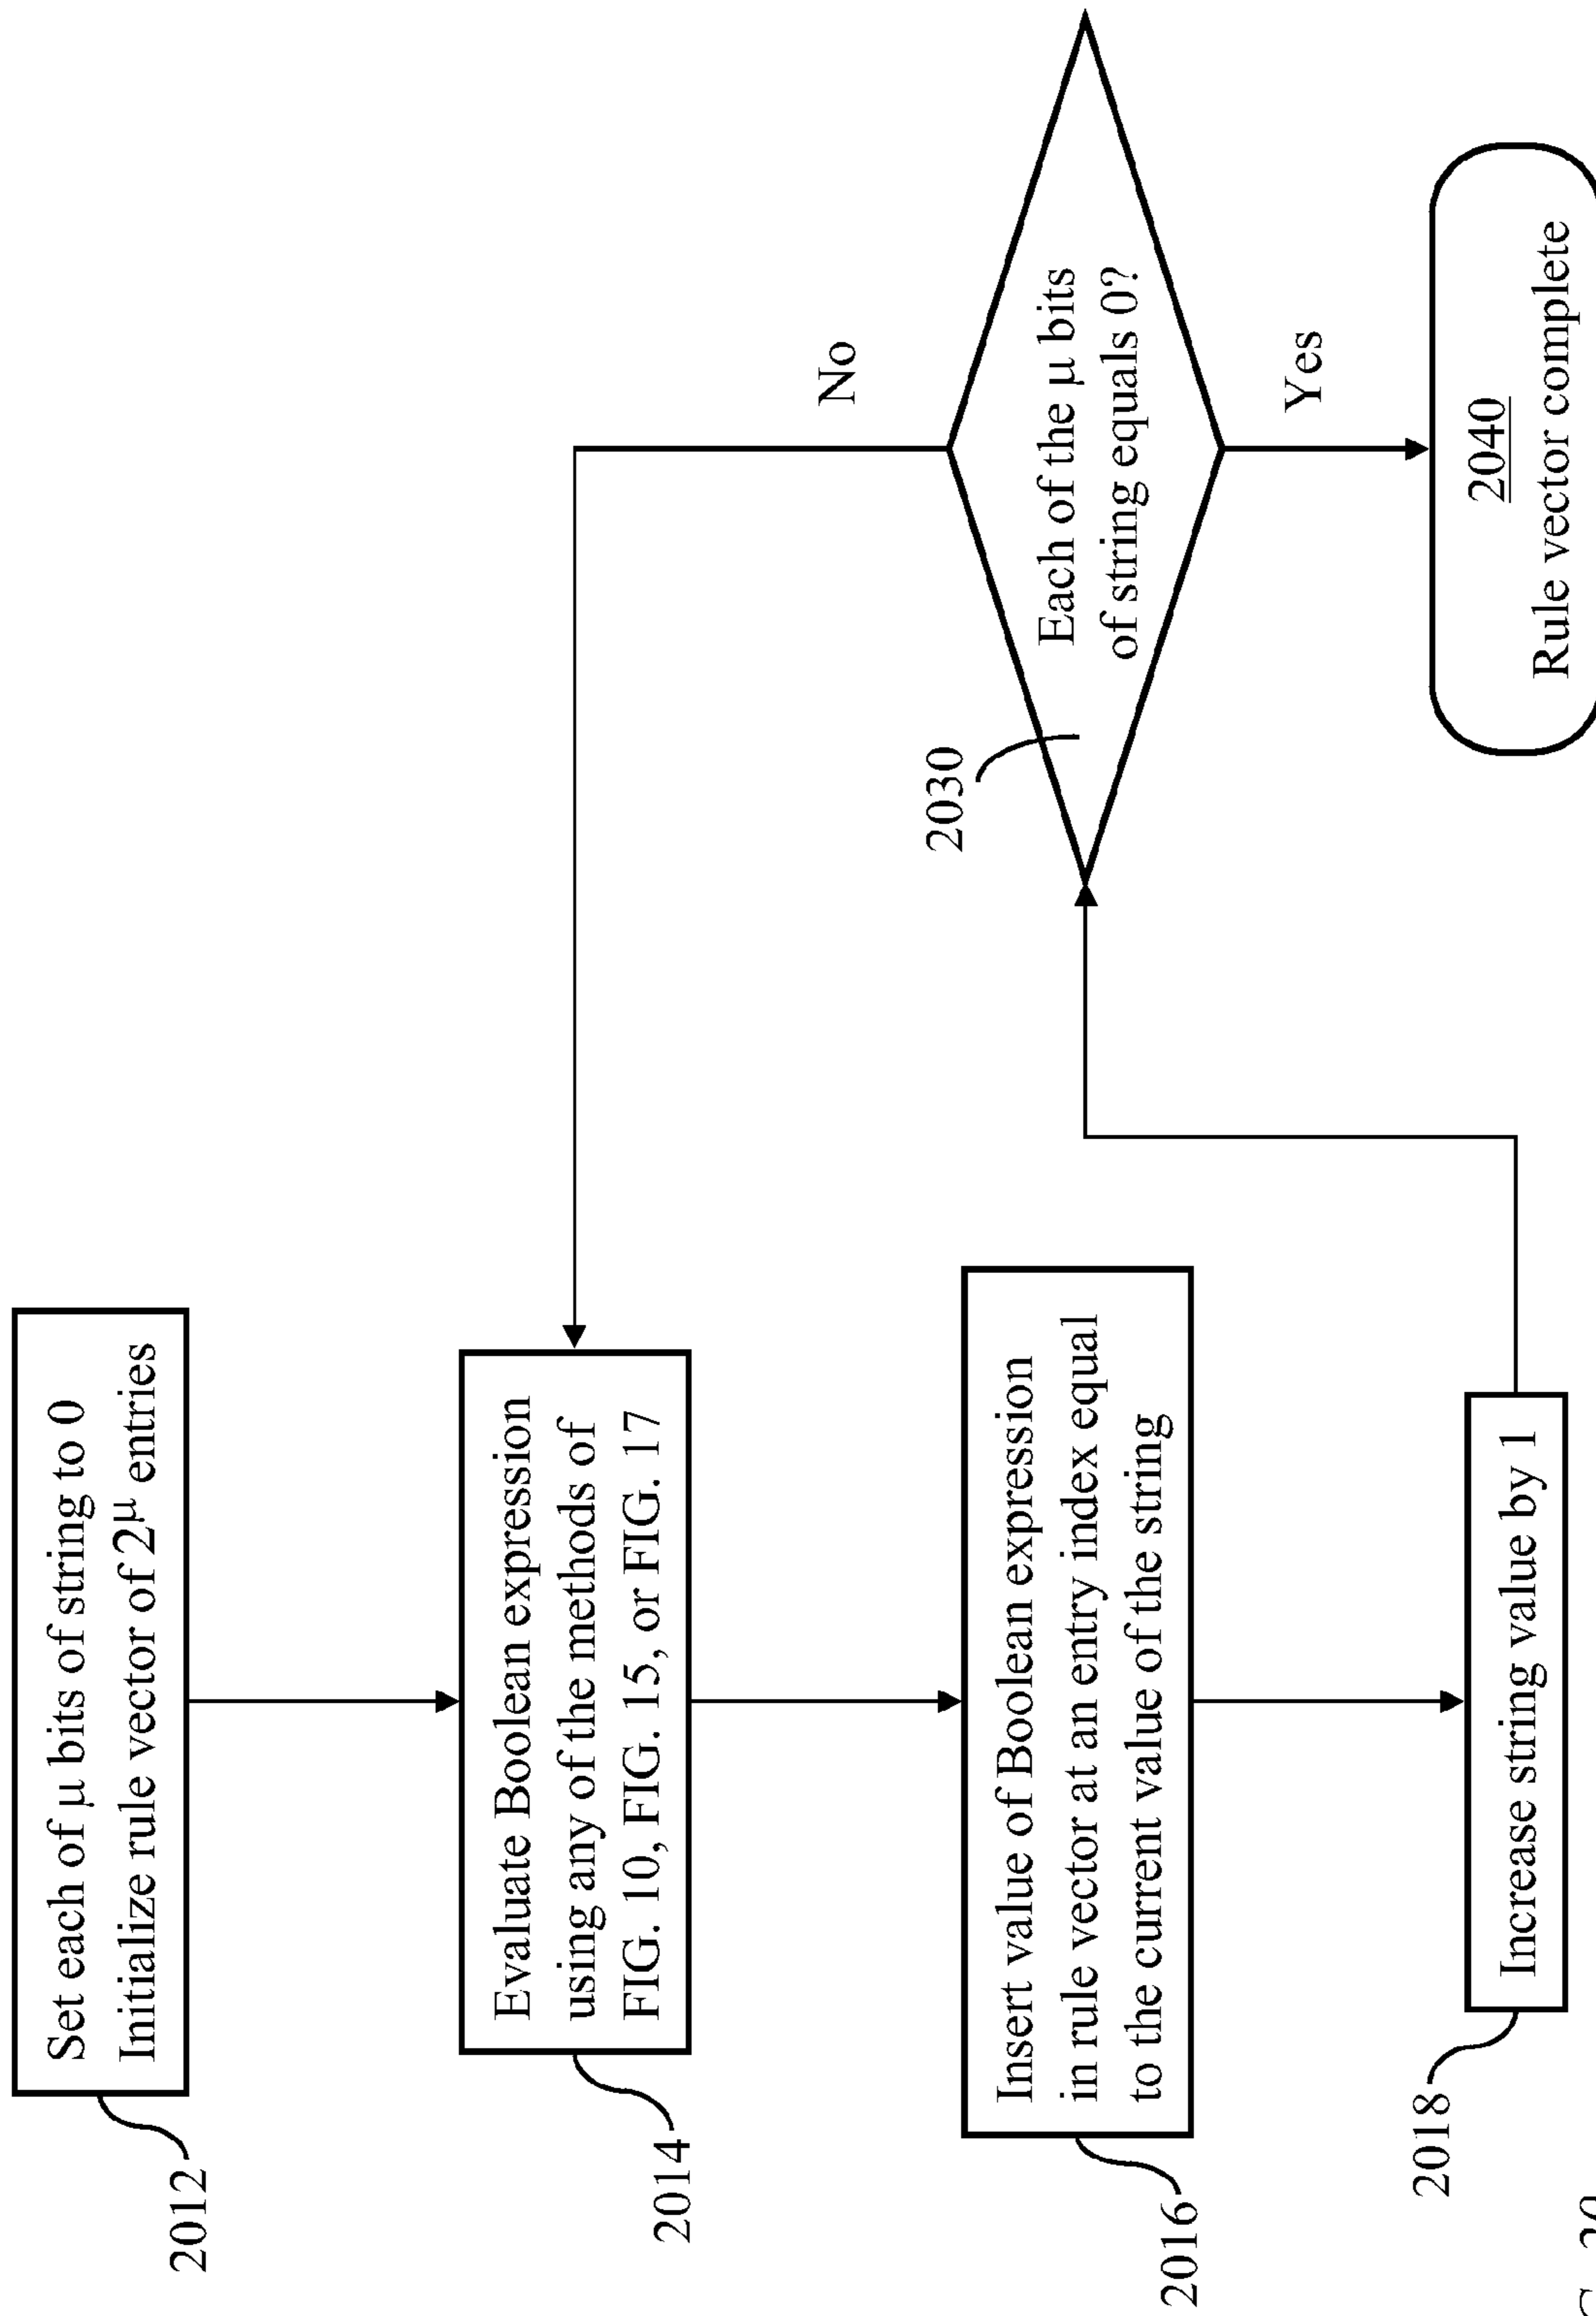 2012
Set each of μ bits of string to 0
Initialize rule vector of 2^μ entries
2014
Evaluate Boolean expression
using any of the methods of
FIG. 10, FIG. 15, or FIG. 17
2016
Insert value of Boolean expression
in rule vector at an entry index equal
to the current value of the string
2018
Increase string value by 1
2030
Each of the μ bits
of string equals 0?
No
Yes
2040
Rule vector complete